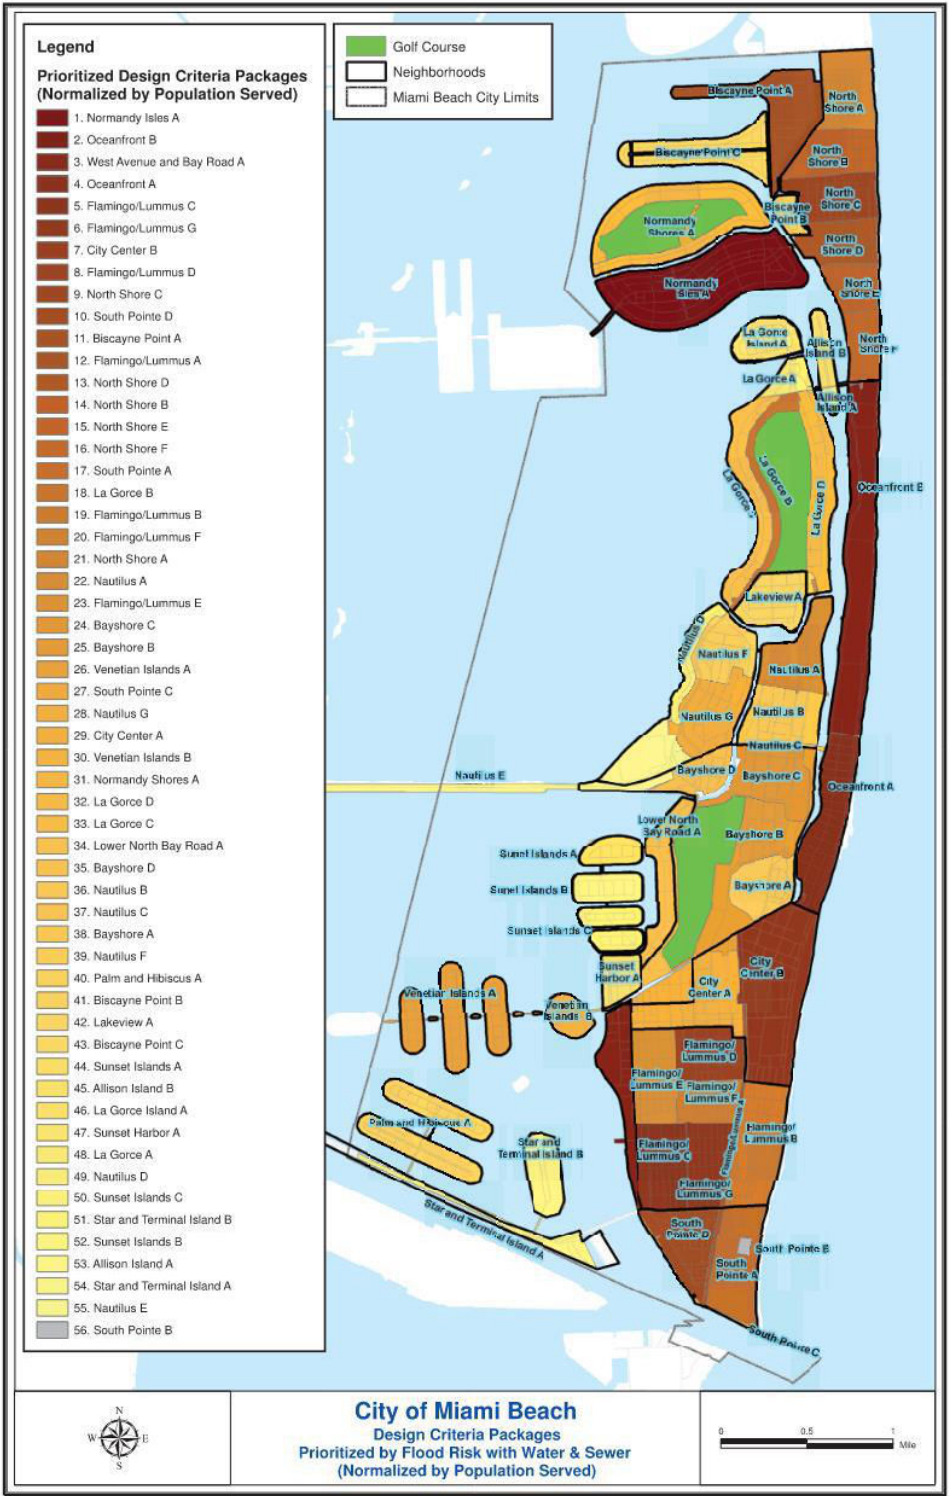 Legend
Prioritized Design Criteria Packages
(Normalized by Population Served)
1. Normandy Isles A
2. Oceanfront B
3. West Avenue and Bay Road A
4. Oceanfront A
5. Flamingo/Lummus C
6. Flamingo/Lummus G
7. City Center B
8. Flamingo/Lummus D
9. North Shore C
10. South Pointe D
11. Biscayne Point A
12. Flamingo/Lummus A
13. North Shore D
14. North Shore B
15. North Shore E
16. North Shore F
17. South Pointe A
18. La Gorce B
19. Flamingo/Lummus B
20. Flamingo/Lummus F
21. North Shore A
22. Nautilus A
23. Flamingo/Lummus E
24. Bayshore C
25. Bayshore B
26. Venetian Islands A
27. South Pointe C
28. Nautilus G
29. City Center A
30. Venetian Islands B
31. Normandy Shores A
32. La Gorce D
33. La Gorce C
34. Lower North Bay Road A
35. Bayshore D
36. Nautilus B
37. Nautilus C
38. Bayshore A
39. Nautilus F
40. Palm and Hibiscus A
41. Biscayne Point B
42. Lakeview A
43. Biscayne Point C
44. Sunset Islands A
45. Allison Island B
46. La Gorce Island A
47. Sunset Harbor A
48. La Gorce A
49. Nautilus D
50. Sunset Islands C
51. Star and Terminal Island B
52. Sunset Islands B
53. Allison Island A
54. Star and Terminal Island A
55. Nautilus E
56. South Pointe B
Golf Course
Neighborhoods
Miami Beach City Limits
Biscayne Point A
North
Shore A
Biscayne Point C
North
Shore B
North
Shore C
Biscayne
Point B
Normandy
Shores A
North
Shore D
Normandy
Isles A
North
Shore E
La Gorce
Island A
Allison
Island B
North
Shore F
La Gorce A
Allison
Island A
La Gorce B
La Gorce C
La Gorce D
Oceanfront B
Lakeview A
Nautilus D
Nautilus F
Nautilus A
Nautilus G
Nautilus B
Nautilus C
Nautilus E
Bayshore D
Bayshore C
Oceanfront A
Lower North
Bay Road A
Bayshore B
Sunset Islands A
Sunset Islands B
Bayshore A
Sunset Islands C
Sunset
Harbor A
City
Center B
City
Center A
Venetian Islands A
Venetian
Islands B
Flamingo/
Lummus D
Flamingo/
Lummus E
Flamingo/
Lummus F
Flamingo/Lummus A
Flamingo/
Lummus B
Palm and Hibiscus A
Star and
Terminal Island B
Flamingo/
Lummus C
Flamingo/
Lummus G
Star and Terminal Island A
South
Pointe D
South Pointe B
South
Pointe A
South Pointe C
N
W
E
S
City of Miami Beach
Design Criteria Packages
Prioritized by Flood Risk with Water & Sewer
(Normalized by Population Served)
0 0.5 1
Mile